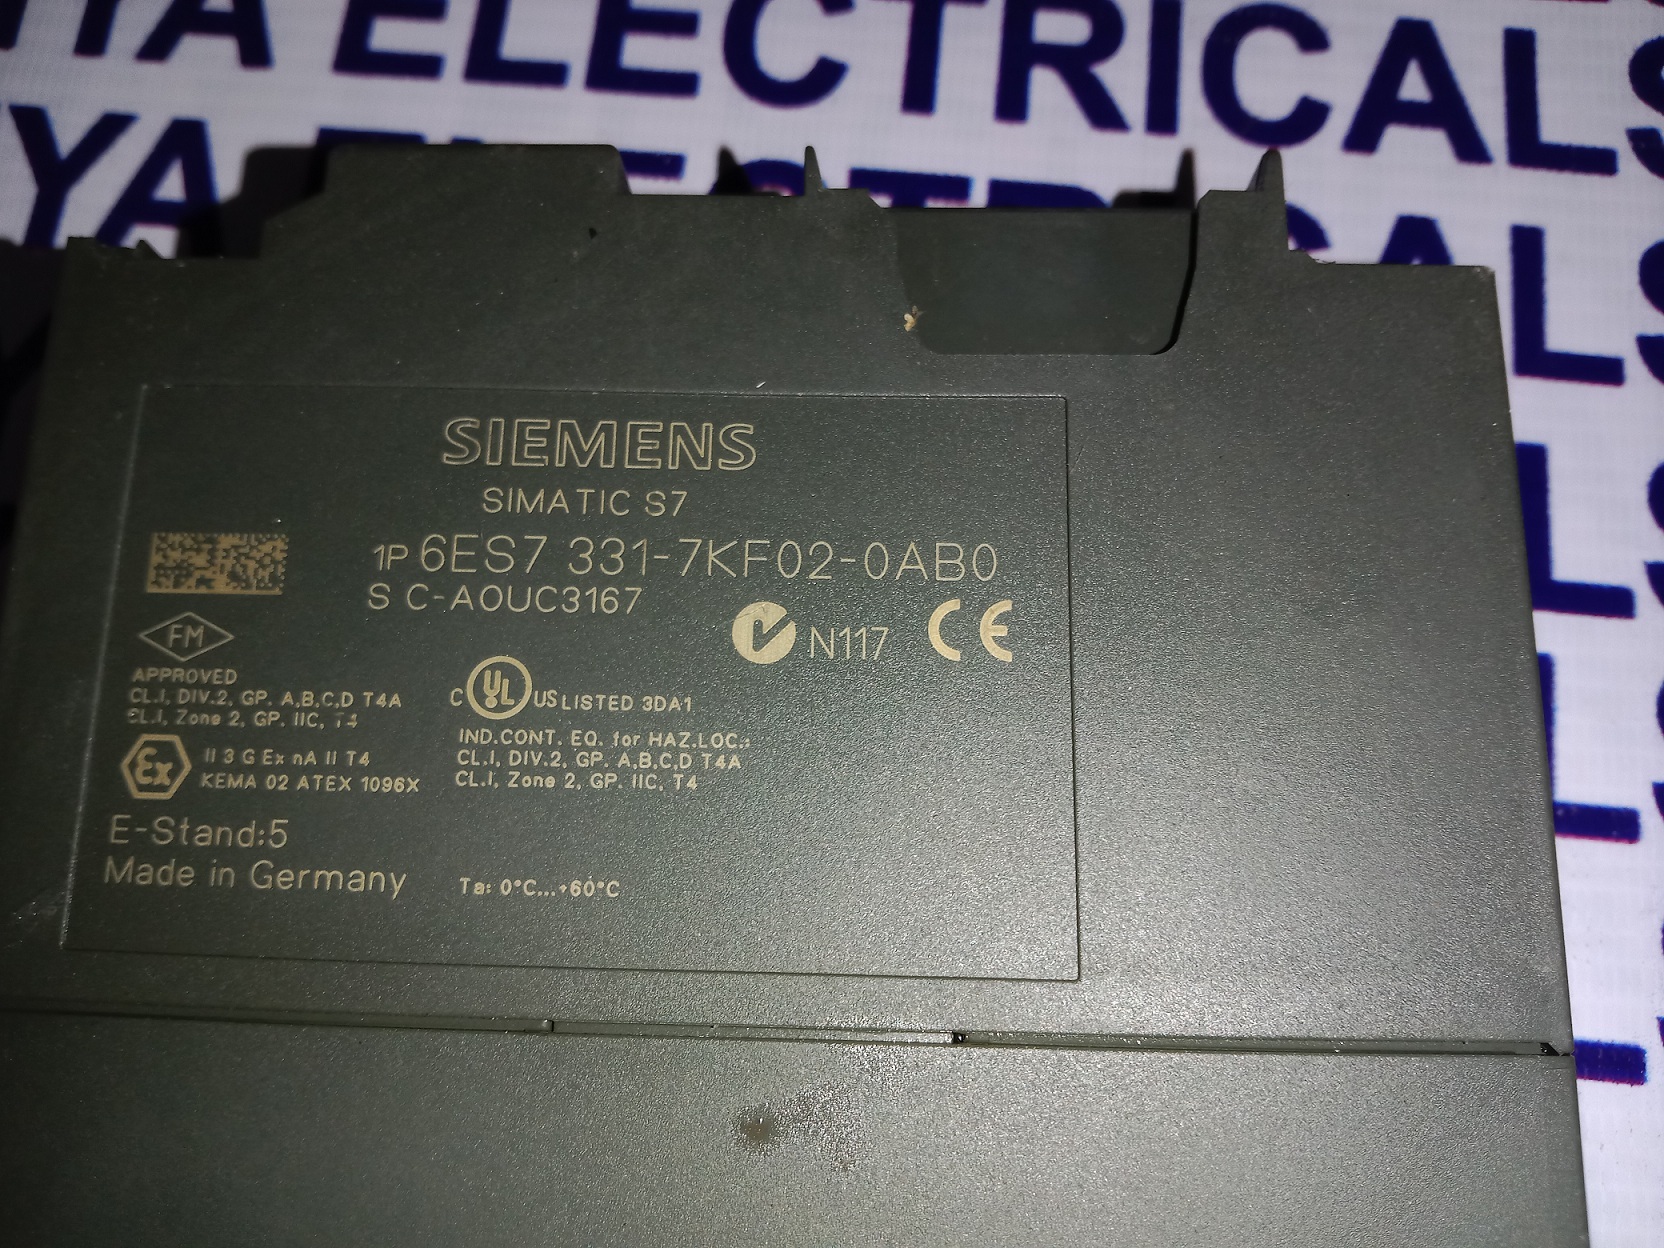 IYA ELECTRICALS
YA ELECTRICALS
SIEMENS
SIMATIC S7
1P 6ES7 331-7KF02-0AB0
S C-A0UC3167
FM
N117 CE
APPROVED
CL.I, DIV.2, GP. A,B,C,D T4A
CL.I, Zone 2, GP. IIC, T4
C UL US LISTED 3DA1
IND.CONT. EQ. for HAZ.LOC.:
CL.I, DIV.2, GP. A,B,C,D T4A
CL.I, Zone 2, GP. IIC, T4
Ex II 3 G Ex nA II T4
KEMA 02 ATEX 1096X
E-Stand:5
Made in Germany
Ta: 0°C...+60°C